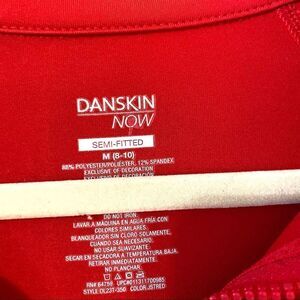 DANSKIN
NOW
SEMI-FITTED
M (8-10)
88% POLYESTER/POLIÉSTER, 12% SPANDEX
EXCLUSIVE OF DECORATION
DO NOT IRON.
LAVAR A MÁQUINA EN AGUA FRÍA CON
COLORES SIMILARES.
BLANQUEADOR SIN CLORO SOLAMENTE,
CUANDO SEA NECESARIO.
NO USAR SUAVIZANTE.
SECAR EN SECADORA A TEMPERATURA BAJA.
RETIRAR INMEDIATAMENTE.
NO PLANCHAR.
RN# 64759
STYLE COLOR